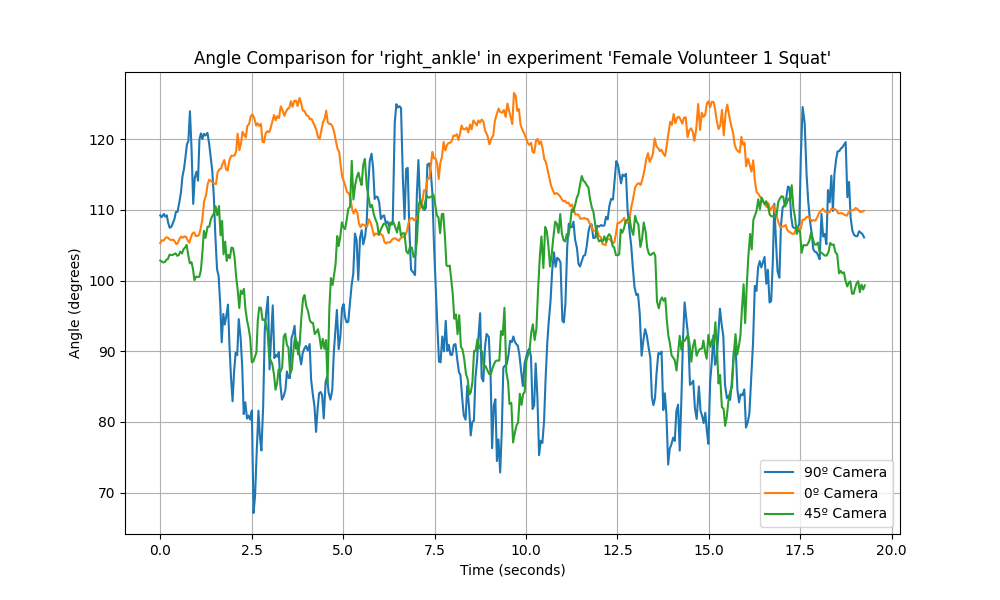 Angle Comparison for 'right_ankle' in experiment 'Female Volunteer 1 Squat'
Angle (degrees)
120
110
100
90
80
70
90º Camera
0º Camera
45º Camera
0.0 2.5 5.0 7.5 10.0 12.5 15.0 17.5 20.0
Time (seconds)